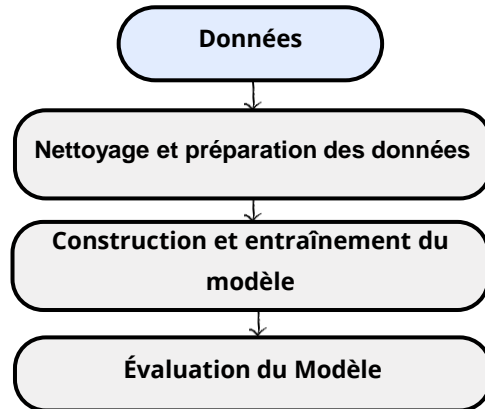 Données
Nettoyage et préparation des données
Construction et entraînement du
modèle
Évaluation du Modèle